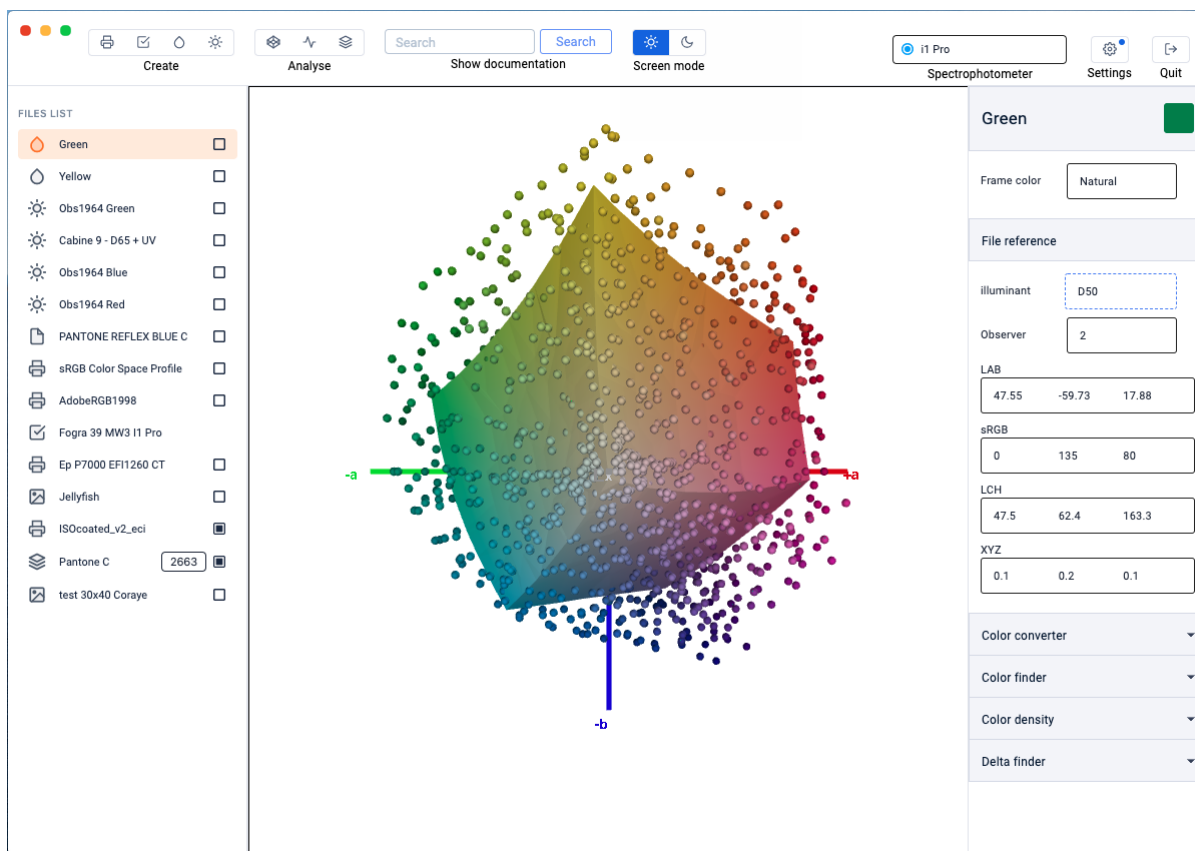 Create
Analyse
Search
Search
Show documentation
Screen mode
i1 Pro
Spectrophotometer
Settings
Quit
FILES LIST
Green
Yellow
Obs1964 Green
Cabine 9 - D65 + UV
Obs1964 Blue
Obs1964 Red
PANTONE REFLEX BLUE C
sRGB Color Space Profile
AdobeRGB1998
Fogra 39 MW3 I1 Pro
Ep P7000 EFI1260 CT
Jellyfish
ISOcoated_v2_eci
Pantone C 2663
test 30x40 Coraye
-a
x
+a
-b
Green
Frame color Natural
File reference
illuminant D50
Observer 2
LAB
47.55 -59.73 17.88
sRGB
0 135 80
LCH
47.5 62.4 163.3
XYZ
0.1 0.2 0.1
Color converter
Color finder
Color density
Delta finder